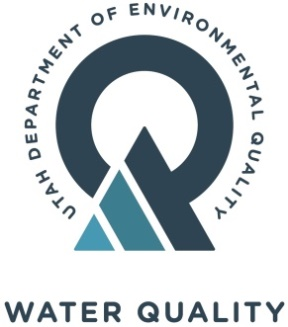 UTAH DEPARTMENT OF ENVIRONMENTAL QUALITY
WATER QUALITY